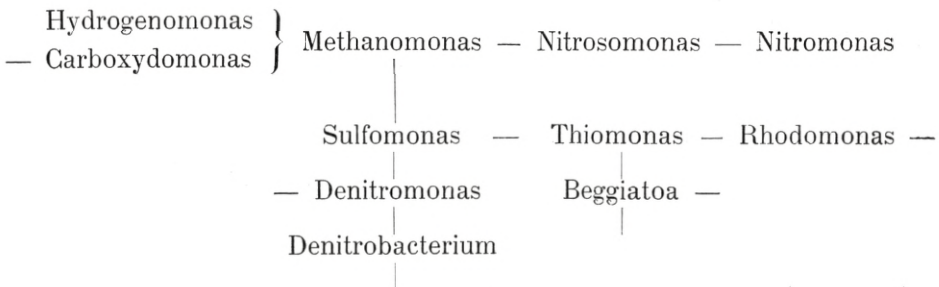 Hydrogenomonas
— Carboxydomonas } Methanomonas — Nitrosomonas — Nitromonas
Sulfomonas — Thiomonas — Rhodomonas —
— Denitromonas Beggiatoa —
Denitrobacterium